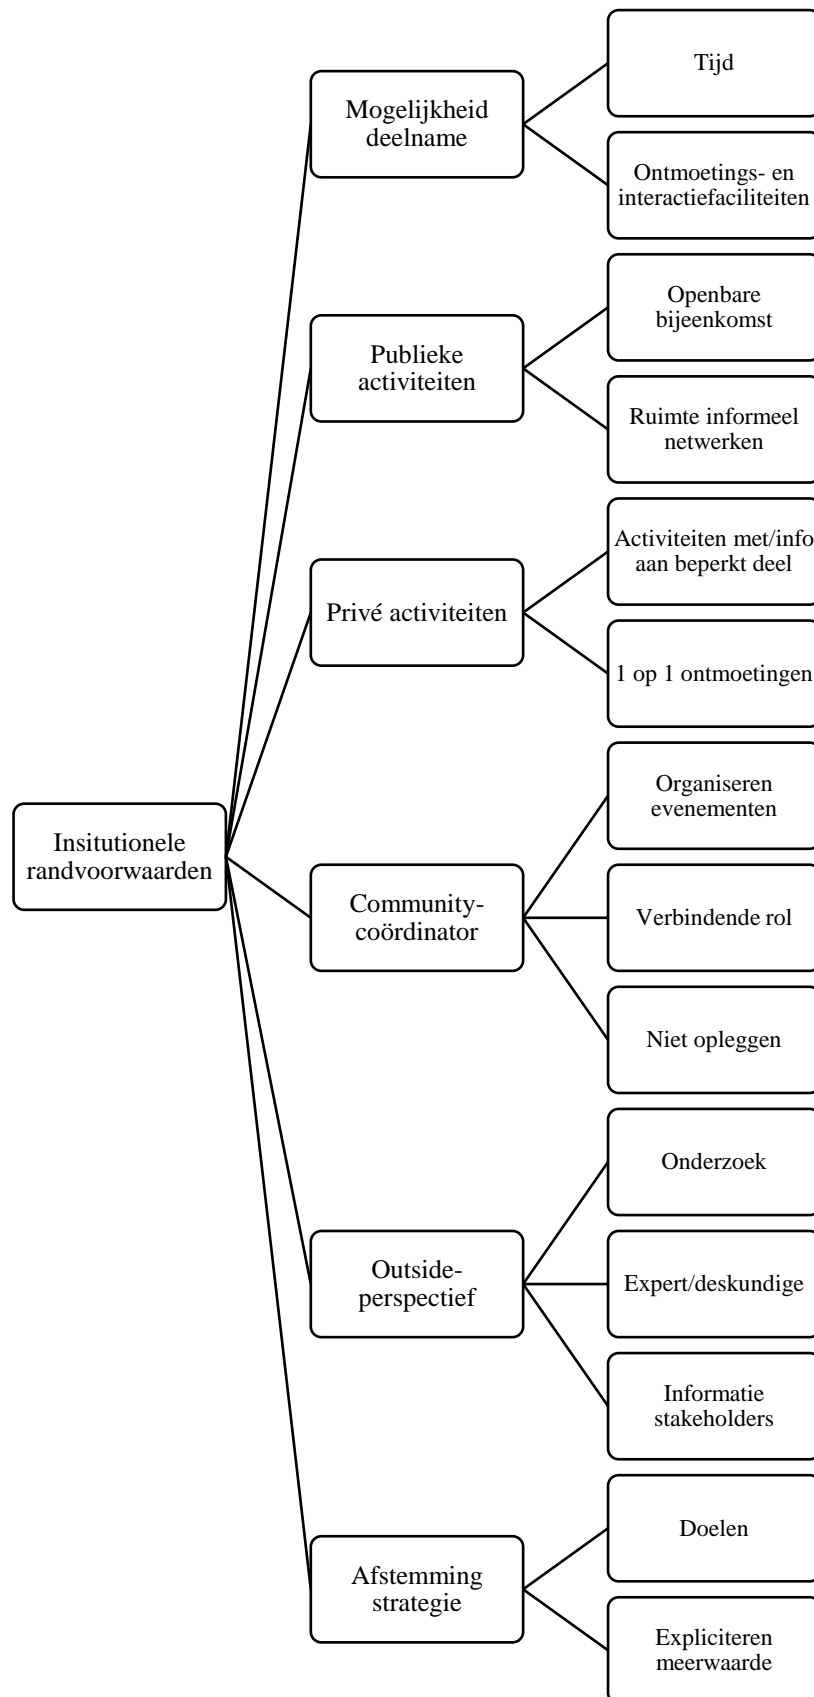 Insitutionele
randvoorwaarden
Mogelijkheid
deelname
Tijd
Ontmoetings- en
interactiefaciliteiten
Publieke
activiteiten
Openbare
bijeenkomst
Ruimte informeel
netwerken
Privé activiteiten
Activiteiten met/info
aan beperkt deel
1 op 1 ontmoetingen
Community-
coördinator
Organiseren
evenementen
Verbindende rol
Niet opleggen
Outside-
perspectief
Onderzoek
Expert/deskundige
Informatie
stakeholders
Afstemming
strategie
Doelen
Expliciteren
meerwaarde